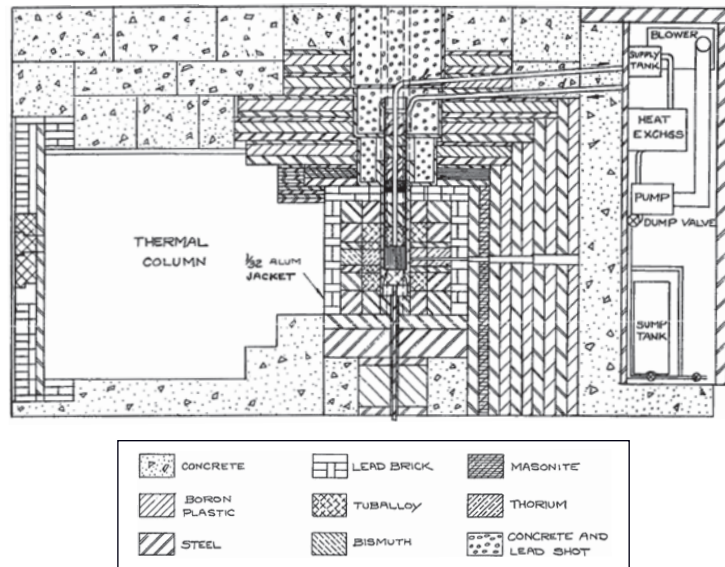 BLOWER
SUPPLY
TANK
HEAT
EXCHGS
PUMP
DUMP VALVE
THERMAL
COLUMN
1/32 ALUM
JACKET
SUMP
TANK
CONCRETE
LEAD BRICK
MASONITE
BORON
PLASTIC
TUBALLOY
THORIUM
STEEL
BISMUTH
CONCRETE AND
LEAD SHOT